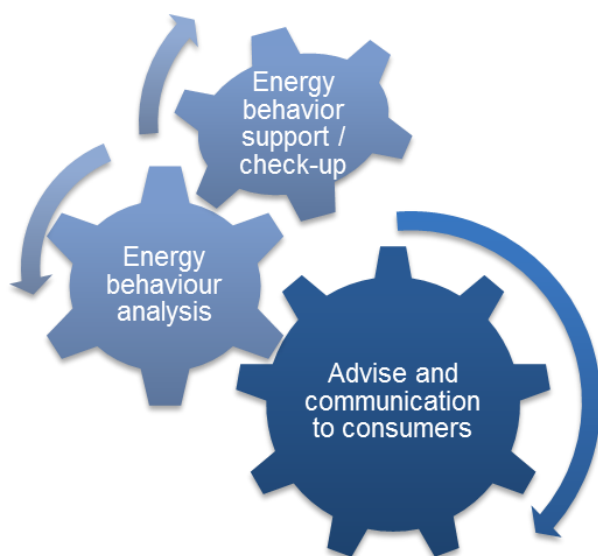 Energy
behavior
support /
check-up
Energy
behaviour
analysis
Advise and
communication
to consumers